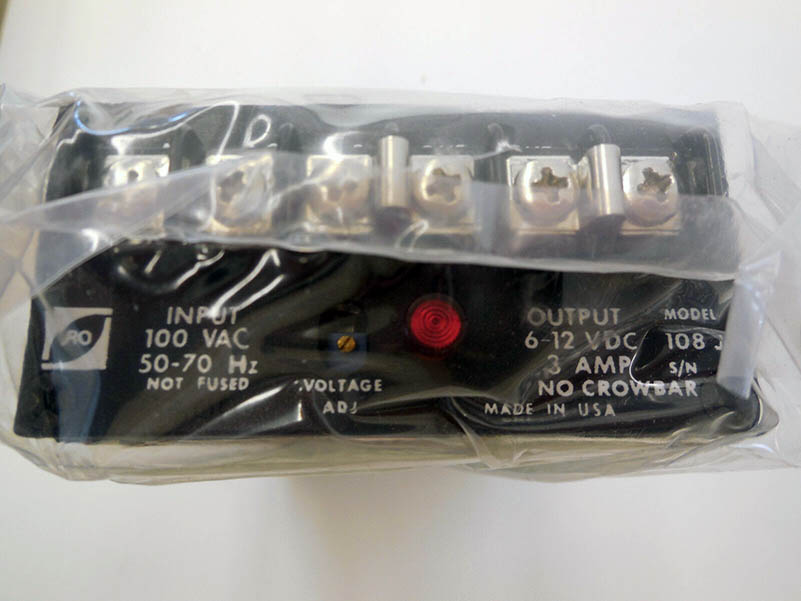 RO
INPUT
100 VAC
50-70 Hz
NOT FUSED
VOLTAGE
ADJ
OUTPUT
6-12 VDC
3 AMP
NO CROWBAR
MADE IN USA
MODEL
108 J
S/N